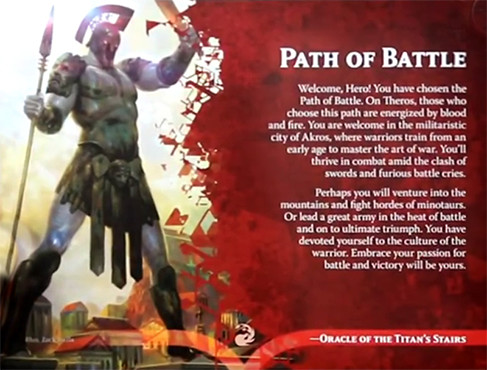 PATH OF BATTLE
Welcome, Hero! You have chosen the
Path of Battle. On Theros, those who
choose this path are energized by blood
and fire. You are welcome in the militaristic
city of Akros, where warriors train from an
early age to master the art of war. You'll
thrive in combat amid the clash of
swords and furious battle cries.
Perhaps you will venture into the
mountains and fight hordes of minotaurs.
Or lead a great army in the heat of battle
and on to ultimate triumph. You have
devoted yourself to the culture of the
warrior. Embrace your passion for
battle and victory will be yours.
—ORACLE OF THE TITAN'S STAIRS